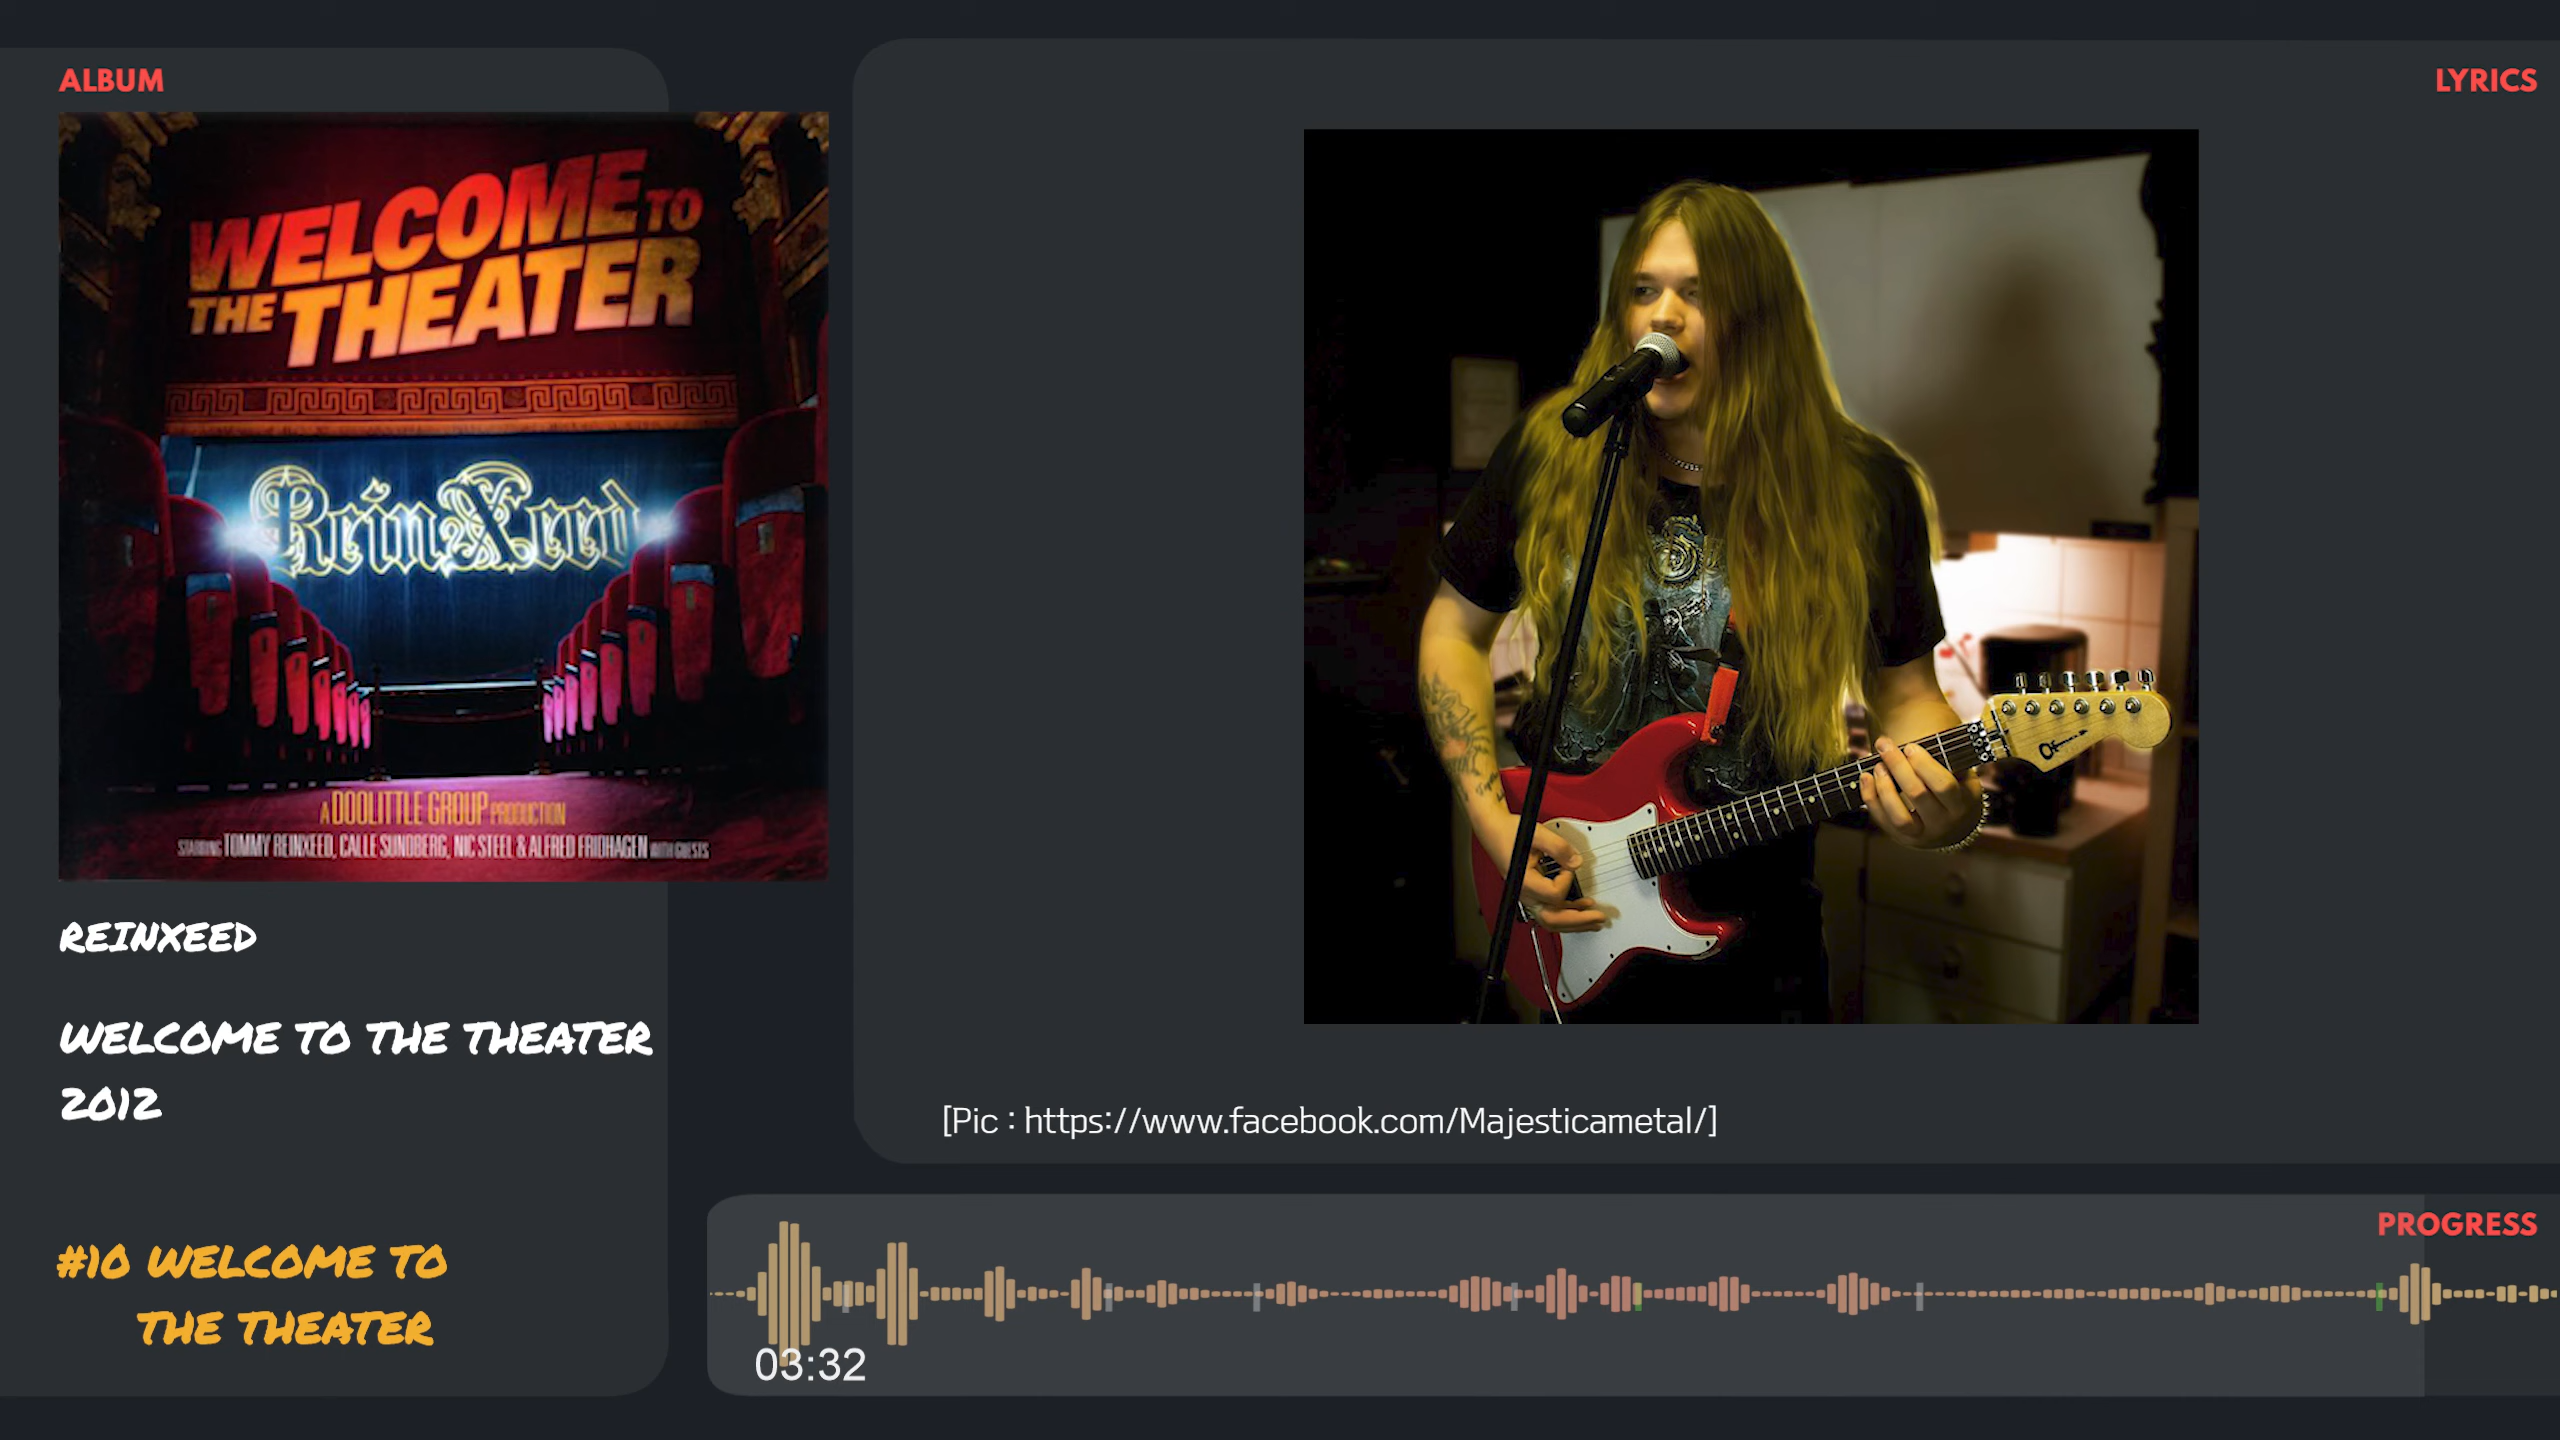 ALBUM
WELCOME TO
THE THEATER
ReinXeed
A DOOLITTLE GROUP PRODUCTION
STARRING TOMMY REINXEED, CALLE SUNDBERG, NIC STEEL & ALFRED FRIDHAGEN WITH GUESTS
REINXEED
WELCOME TO THE THEATER
2012
#10 WELCOME TO
THE THEATER
LYRICS
[Pic : https://www.facebook.com/Majesticametal/]
PROGRESS
03:32